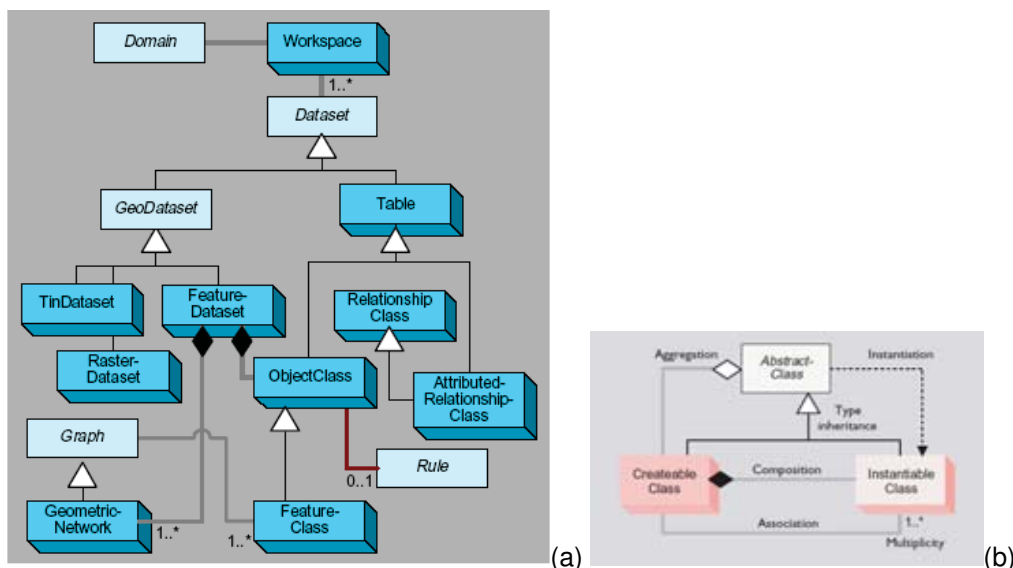 Domain
Workspace
1..*
Dataset
GeoDataset
Table
TinDataset
Feature-
Dataset
Relationship
Class
Raster-
Dataset
ObjectClass
Attributed-
Relationship-
Class
Graph
Rule
0..1
Geometric-
Network
1..*
1..*
Feature-
Class
(a)
Aggregation
Abstract-
Class
Instantiation
Type
inheritance
Createable
Class
Composition
Instantiable
Class
Association
1..*
Multiplicity
(b)